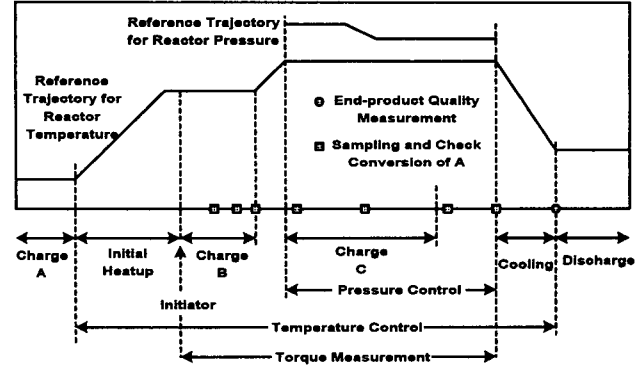 Reference Trajectory
for Reactor Pressure
Reference
Trajectory for
Reactor
Temperature
End-product Quality
Measurement
Sampling and Check
Conversion of A
Charge
A
Initial
Heatup
Charge
B
Charge
C
Cooling
Discharge
Initiator
Pressure Control
Temperature Control
Torque Measurement